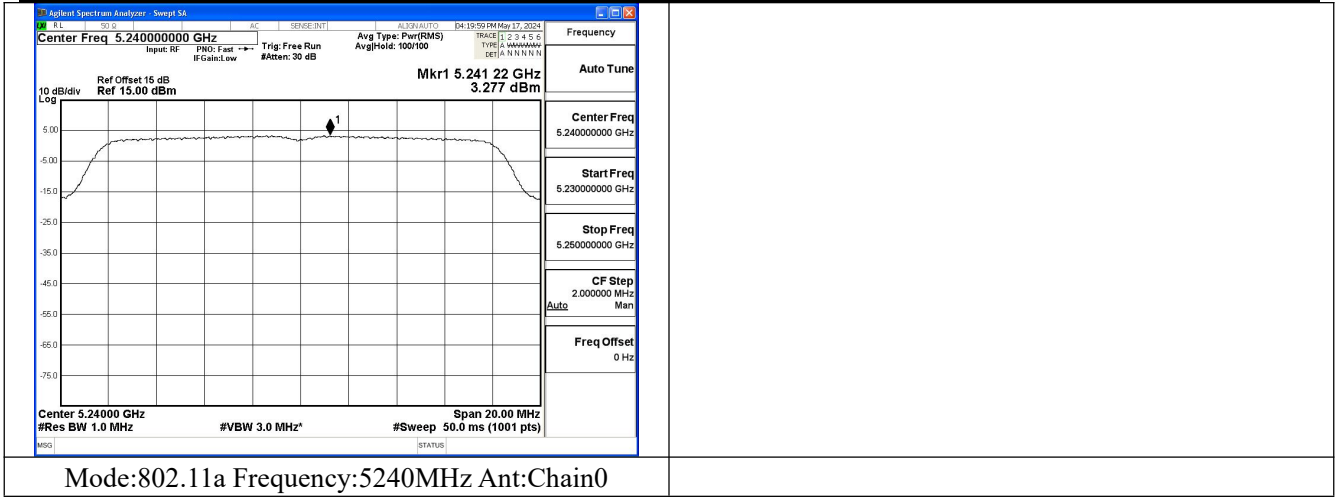 Agilent Spectrum Analyzer - Swept SA
RL 50 Ω AC SENSE:INT ALIGN AUTO 04:19:59 PM May 17, 2024
Center Freq 5.240000000 GHz
Input: RF PNO: Fast
IFGain:Low
Trig: Free Run
#Atten: 30 dB
Avg Type: Pwr(RMS)
Avg|Hold: 100/100
TRACE 1 2 3 4 5 6
TYPE A WWWWW
DET A N N N N N
Mkr1 5.241 22 GHz
3.277 dBm
Ref Offset 15 dB
10 dB/div Ref 15.00 dBm
Log
1
5.00
-5.00
-15.0
-25.0
-35.0
-45.0
-55.0
-65.0
-75.0
Center 5.24000 GHz Span 20.00 MHz
#Res BW 1.0 MHz #VBW 3.0 MHz* #Sweep 50.0 ms (1001 pts)
MSG STATUS
Frequency
Auto Tune
Center Freq
5.240000000 GHz
Start Freq
5.230000000 GHz
Stop Freq
5.250000000 GHz
CF Step
2.000000 MHz
Auto Man
Freq Offset
0 Hz
Mode:802.11a Frequency:5240MHz Ant:Chain0